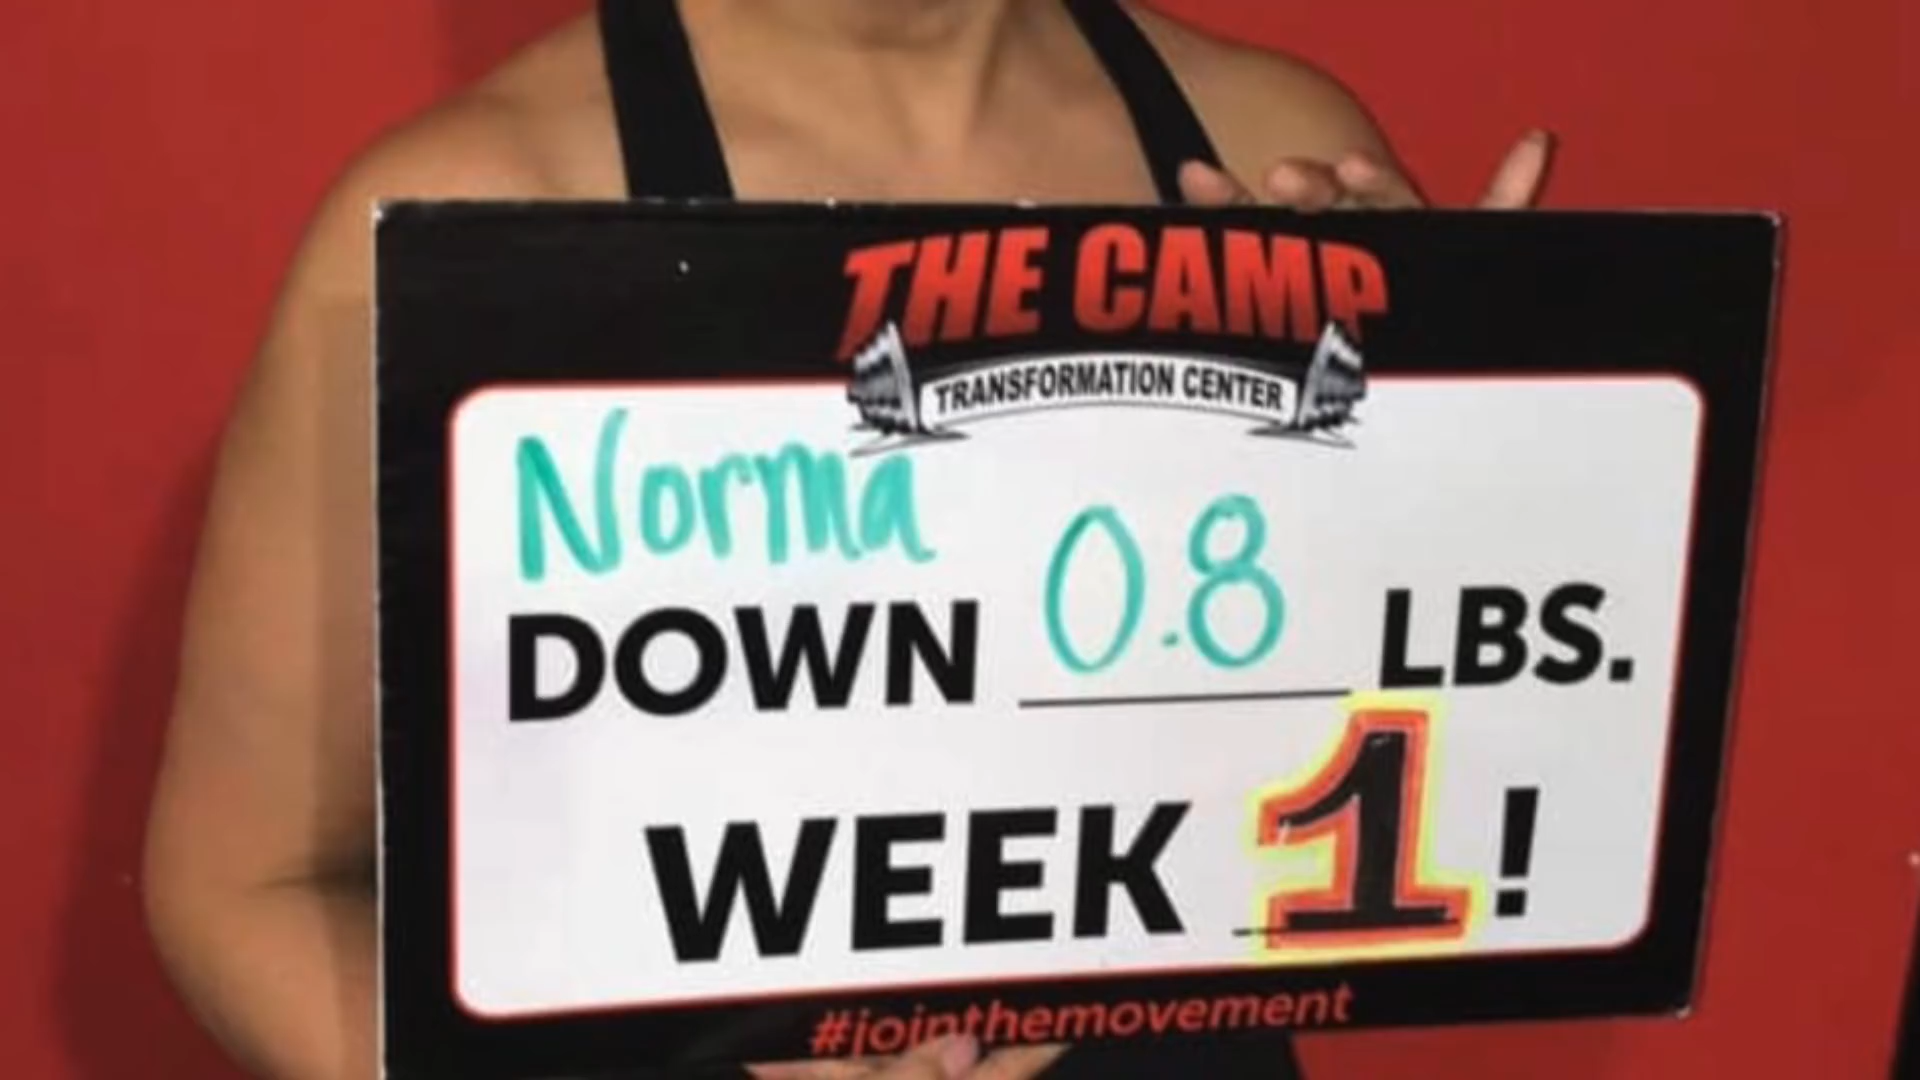 THE CAMP
TRANSFORMATION CENTER
Norma
DOWN 0.8 LBS.
WEEK 1!
#jointhemovement